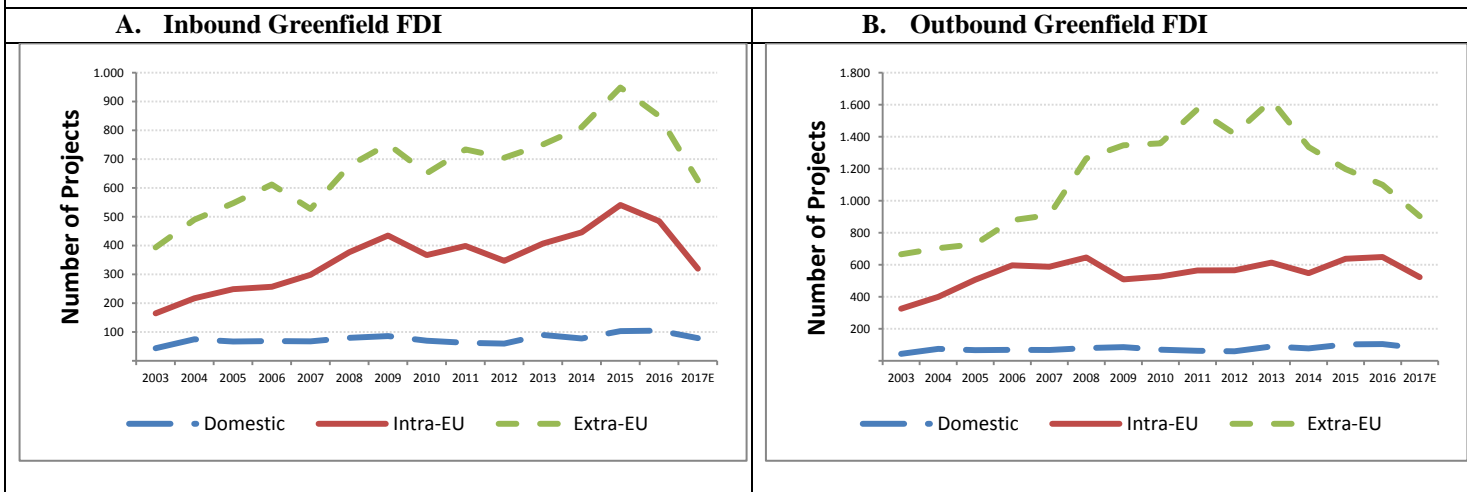 A. Inbound Greenfield FDI
B. Outbound Greenfield FDI
Number of Projects
1.000
900
800
700
600
500
400
300
200
100
2003 2004 2005 2006 2007 2008 2009 2010 2011 2012 2013 2014 2015 2016 2017E
Domestic Intra-EU Extra-EU
Number of Projects
1.800
1.600
1.400
1.200
1.000
800
600
400
200
2003 2004 2005 2006 2007 2008 2009 2010 2011 2012 2013 2014 2015 2016 2017E
Domestic Intra-EU Extra-EU